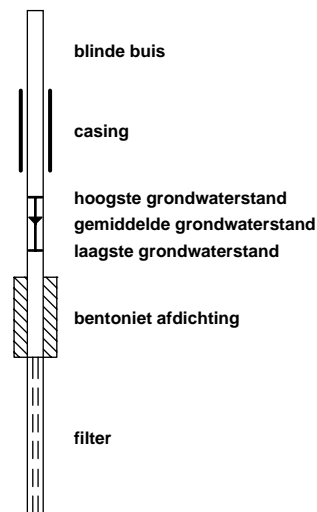 blinde buis
casing
hoogste grondwaterstand
gemiddelde grondwaterstand
laagste grondwaterstand
bentoniet afdichting
filter